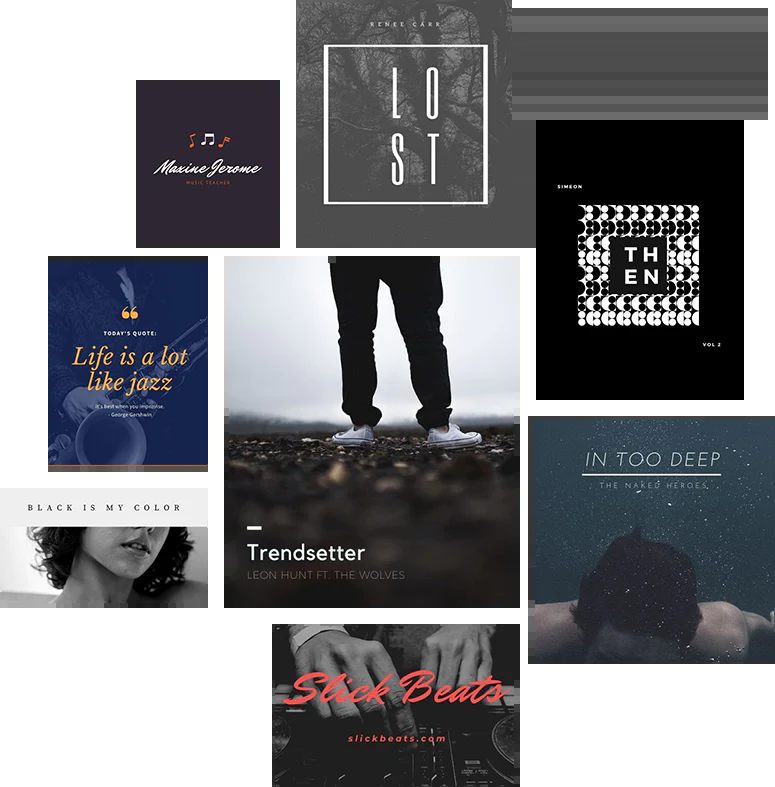 RENEE CARR
LO
ST
Maxine Jerome
MUSIC TEACHER
SIMEON
TH
EN
VOL 2
“
TODAY'S QUOTE:
Life is a lot
like jazz
It's best when you improvise.
- George Gershwin
IN TOO DEEP
THE NAKED HEROES
BLACK IS MY COLOR
Trendsetter
LEON HUNT FT. THE WOLVES
Slick Beats
slickbeats.com